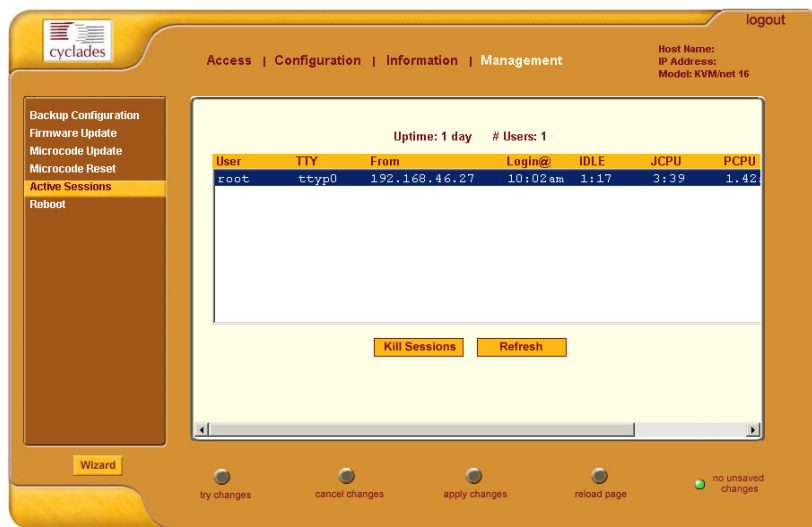 logout
cyclades
Access | Configuration | Information | Management
Host Name:
IP Address:
Model: KVM/net 16
Backup Configuration
Firmware Update
Microcode Update
Microcode Reset
Active Sessions
Reboot
Uptime: 1 day # Users: 1
User TTY From Login@ IDLE JCPU PCPU
root ttyp0 192.168.46.27 10:02am 1:17 3:39 1.42
Kill Sessions Refresh
Wizard
try changes cancel changes apply changes reload page no unsaved
changes